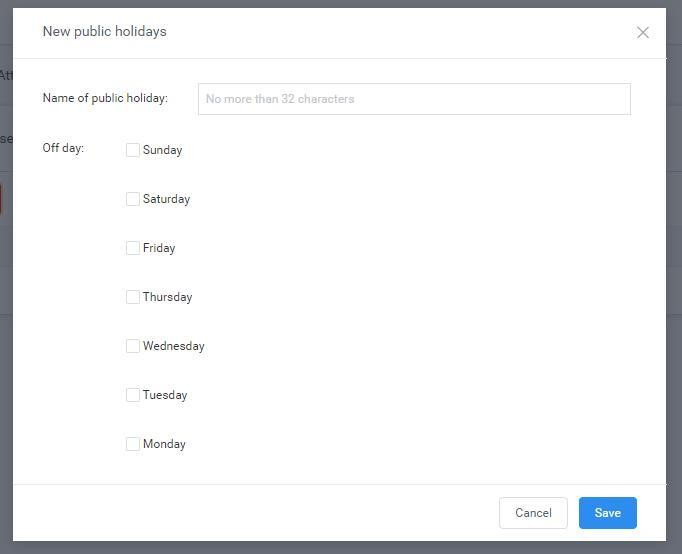 New public holidays
Name of public holiday:
No more than 32 characters
Off day:
Sunday
Saturday
Friday
Thursday
Wednesday
Tuesday
Monday
Cancel
Save